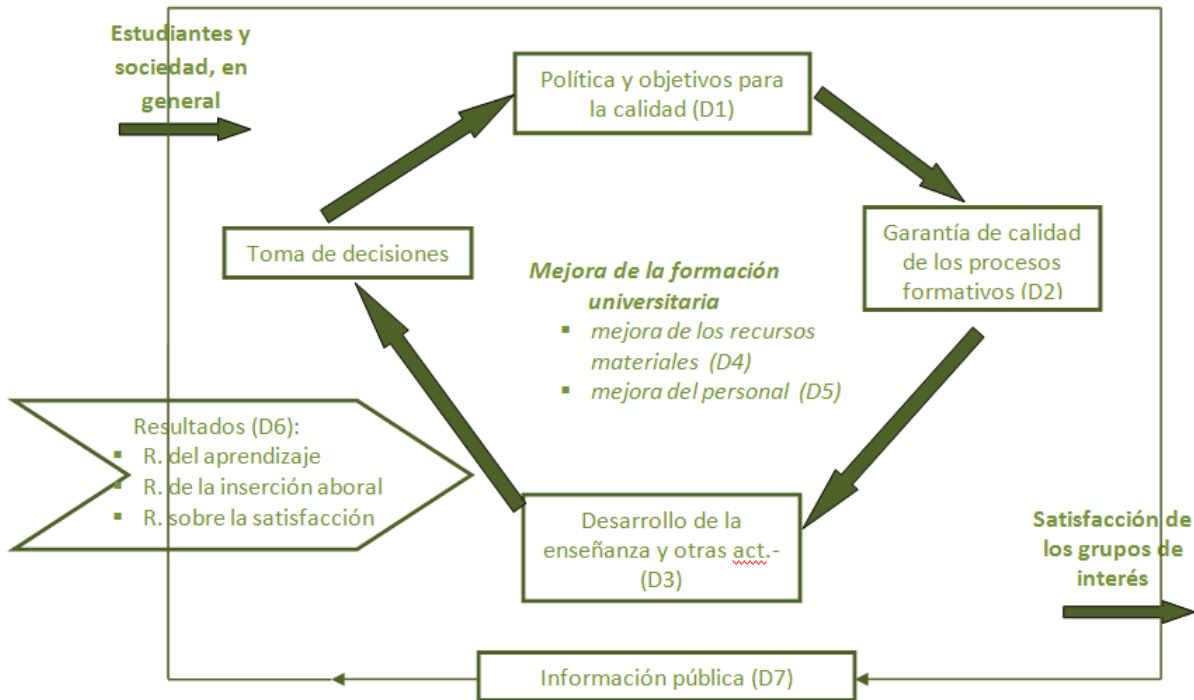 Estudiantes y
sociedad, en
general
Política y objetivos para
la calidad (D1)
Toma de decisiones
Garantía de calidad
de los procesos
formativos (D2)
Mejora de la formación
universitaria
▪ mejora de los recursos
materiales (D4)
▪ mejora del personal (D5)
Resultados (D6):
▪ R. del aprendizaje
▪ R. de la inserción aboral
▪ R. sobre la satisfacción
Desarrollo de la
enseñanza y otras act.-
(D3)
Satisfacción de
los grupos de
interés
Información pública (D7)